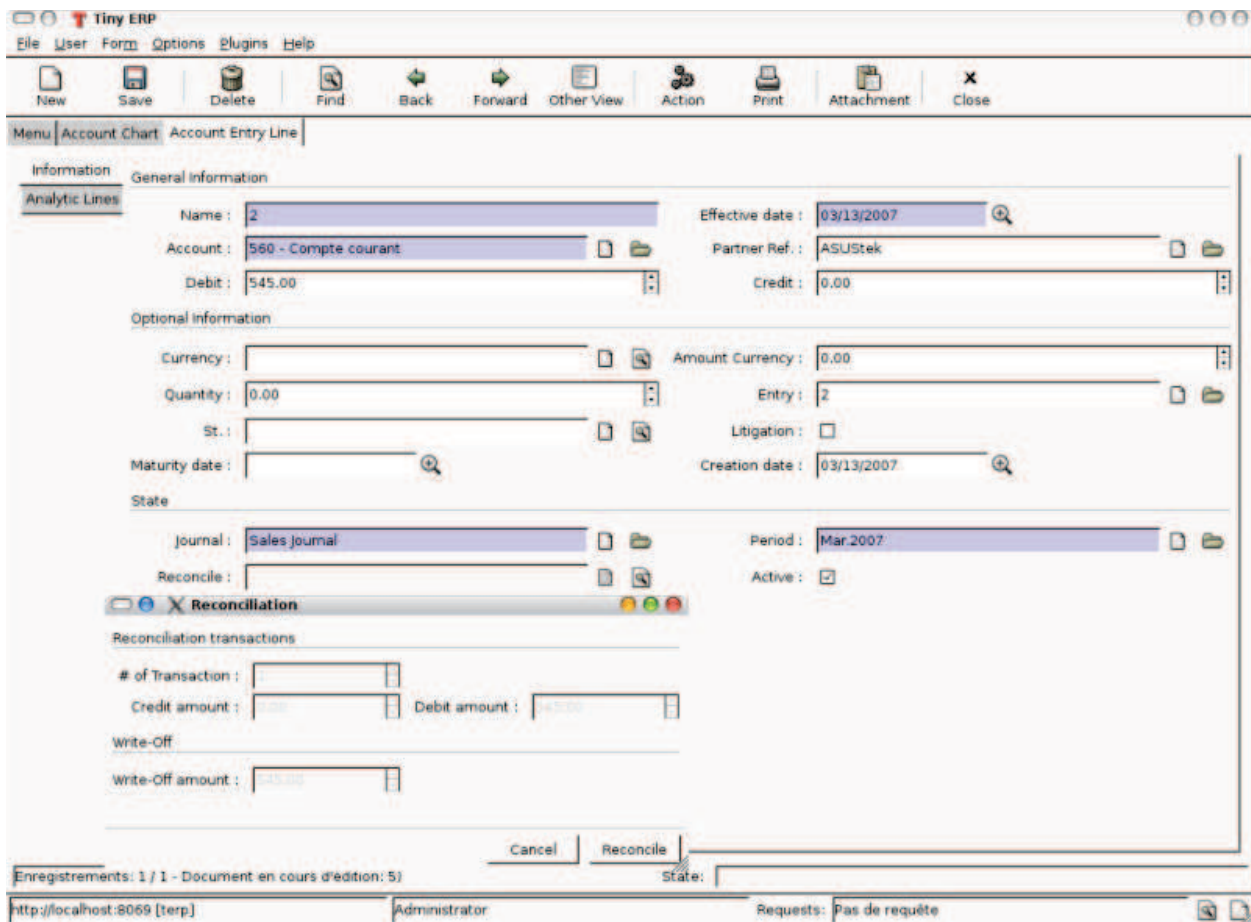 Tiny ERP
File User Form Options Plugins Help
New Save Delete Find Back Forward Other View Action Print Attachment Close
Menu Account Chart Account Entry Line
Information
Analytic Lines
General Information
Name : 2 Effective date : 03/13/2007
Account : 560 - Compte courant Partner Ref. : ASUStek
Debit : 545.00 Credit : 0.00
Optional Information
Currency : Amount Currency : 0.00
Quantity : 0.00 Entry : 2
St. : Litigation :
Maturity date : Creation date : 03/13/2007
State
Journal : Sales Journal Period : Mar.2007
Reconcile : Active :
Reconciliation
Reconciliation transactions
# of Transaction :
Credit amount : 0.00 Debit amount : 545.00
Write-Off
Write-Off amount : 545.00
Cancel Reconcile
Enregistrements: 1 / 1 - Document en cours d'édition: 5) State:
http://localhost:8069 [terp] Administrator Requests: Pas de requête